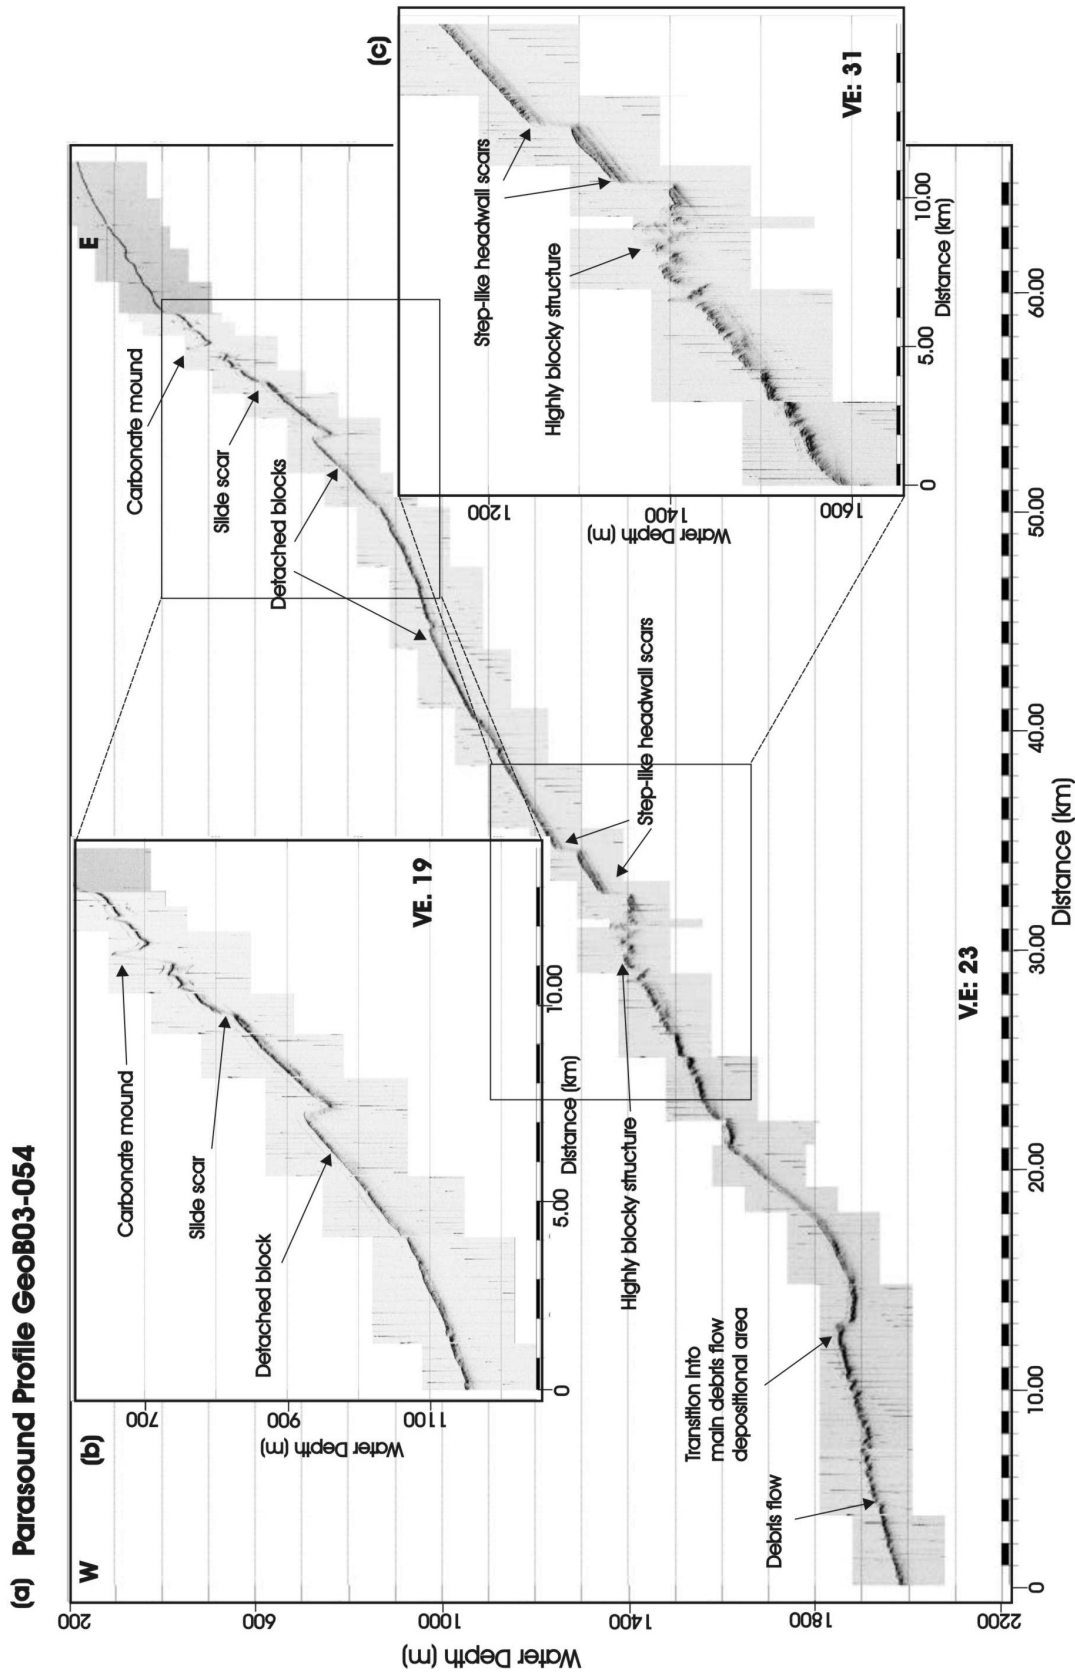 (a) Parasound Profile GeoB03-054
W
E
Water Depth (m)
200
600
1000
1400
1800
2200
Carbonate mound
Slide scar
Detached blocks
Step-like headwall scars
Highly blocky structure
Transition into
main debris flow
depositional area
Debris flow
V.E: 23
0
10.00
20.00
30.00
40.00
50.00
60.00
Distance (km)
(b)
Water Depth (m)
700
900
1100
Carbonate mound
Slide scar
Detached block
VE. 19
0
5.00
10.00
Distance (km)
(c)
Water Depth (m)
1200
1400
1600
Step-like headwall scars
Highly blocky structure
VE: 31
0
5.00
10.00
Distance (km)